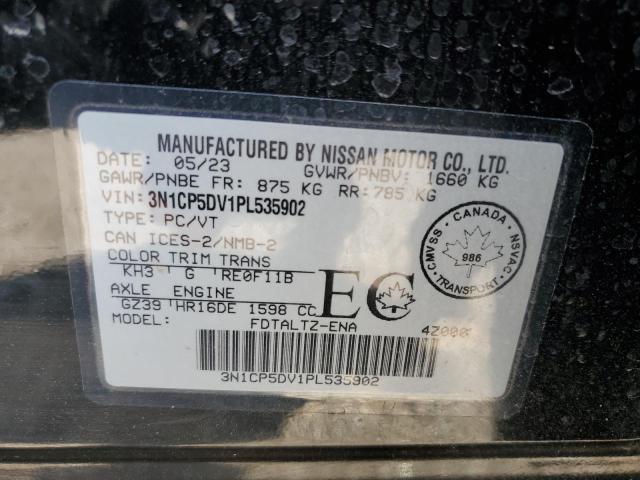 MANUFACTURED BY NISSAN MOTOR CO., LTD.
DATE: 05/23 GVWR/PNBV: 1660 KG
GAWR/PNBE FR: 875 KG RR: 785 KG
VIN: 3N1CP5DV1PL535902
TYPE: PC/VT
CAN ICES-2/NMB-2
COLOR TRIM TRANS
KH3 G RE0F11B
AXLE ENGINE
GZ39 HR16DE 1598 CC
EC
MODEL: FDTALTZ-ENA 4Z000
3N1CP5DV1PL535902
CANADA
CMVSS 986 NSVAC